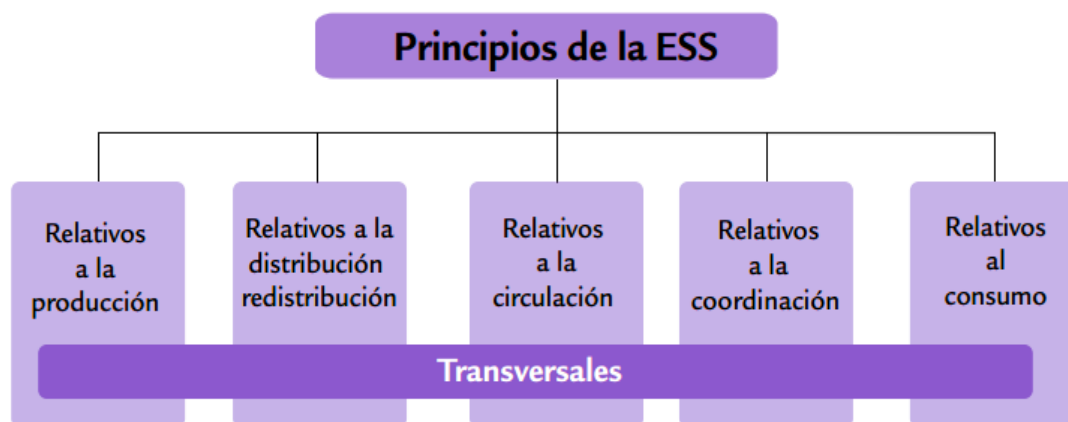 Principios de la ESS
Relativos
a la
producción
Relativos a la
distribución
redistribución
Relativos
a la
circulación
Relativos
a la
coordinación
Relativos
al
consumo
Transversales